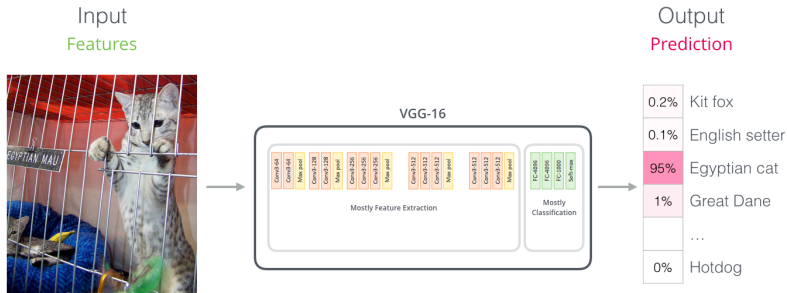 Input
Features
EGYPTIAN MAU
VGG-16
Conv3-64
Conv3-64
Max pool
Conv3-128
Conv3-128
Max pool
Conv3-256
Conv3-256
Conv3-256
Max pool
Conv3-512
Conv3-512
Conv3-512
Max pool
Conv3-512
Conv3-512
Conv3-512
Max pool
Mostly Feature Extraction
FC-4096
FC-4096
FC-1000
Soft-max
Mostly
Classification
Output
Prediction
0.2% Kit fox
0.1% English setter
95% Egyptian cat
1% Great Dane
...
0% Hotdog